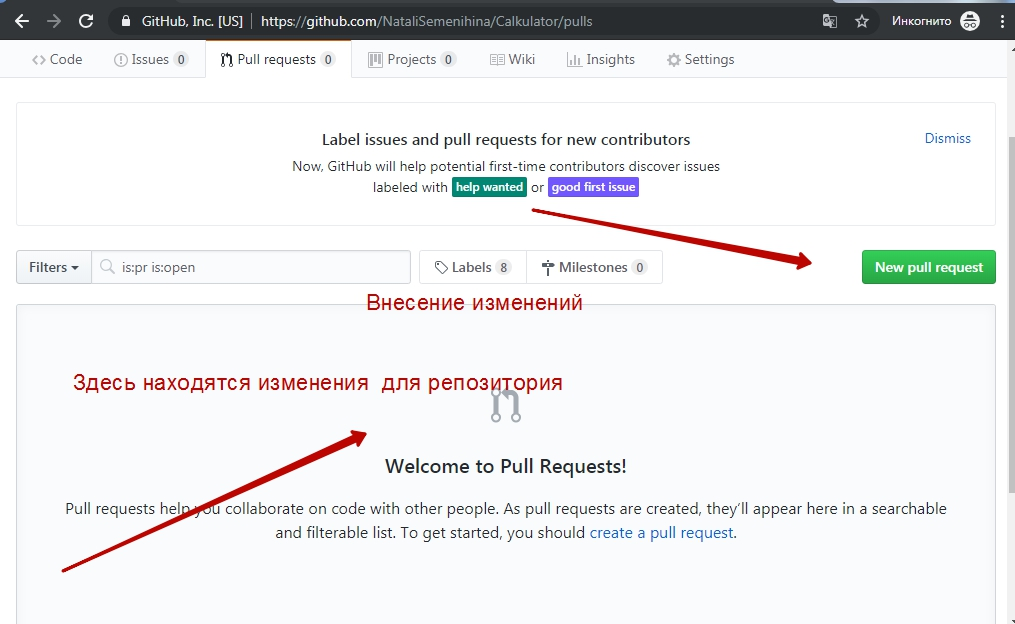 GitHub, Inc. [US] https://github.com/NataliSemenihina/Calkulator/pulls Инкогнито
Code Issues 0 Pull requests 0 Projects 0 Wiki Insights Settings
Label issues and pull requests for new contributors
Dismiss
Now, GitHub will help potential first-time contributors discover issues
labeled with help wanted or good first issue
Filters is:pr is:open Labels 8 Milestones 0 New pull request
Внесение изменений
Здесь находятся изменения для репозитория
Welcome to Pull Requests!
Pull requests help you collaborate on code with other people. As pull requests are created, they’ll appear here in a searchable
and filterable list. To get started, you should create a pull request.